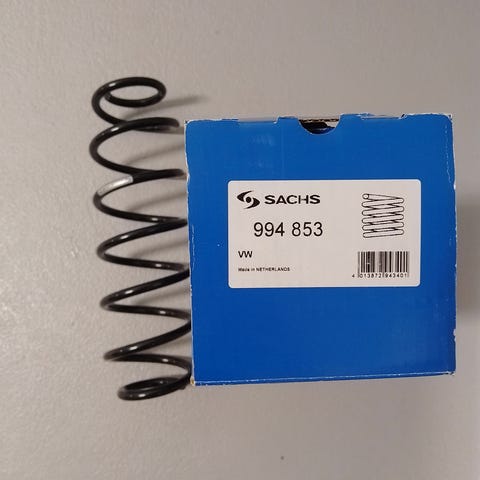 SACHS
994 853
VW
Made in NETHERLANDS
4 013872 943401